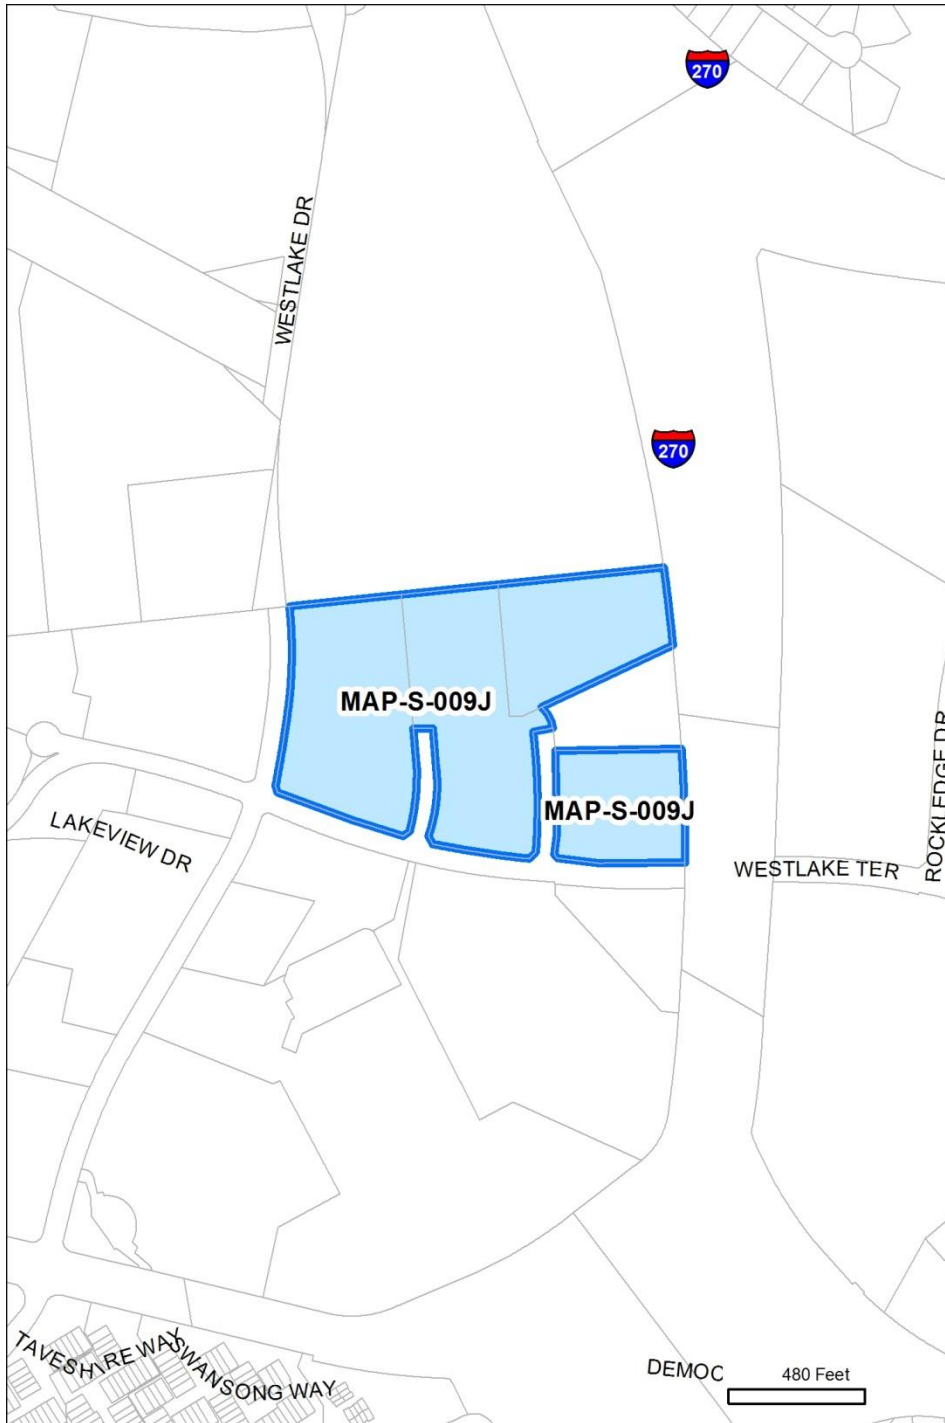 270
WESTLAKE DR
270
MAP-S-009J
MAP-S-009J
ROCKLEDGE DR
LAKEVIEW DR
WESTLAKE TER
TAVESHIRE WAY
SWANSONG WAY
DEMOC
480 Feet